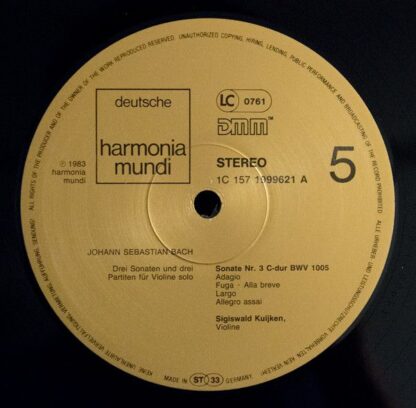 ALL RIGHTS OF THE PRODUCER AND OF THE OWNER OF THE WORK REPRODUCED RESERVED. UNAUTHORIZED COPYING, HIRING, LENDING, PUBLIC PERFORMANCE AND BROADCASTING OF THE RECORD PROHIBITED
deutsche
harmonia
mundi
LC 0761
DMM™
℗ 1983
harmonia
mundi
STEREO
1C 157 1999621 A
5
JOHANN SEBASTIAN BACH
Drei Sonaten und drei
Partiten für Violine solo
Sonate Nr. 3 C-dur BWV 1005
Adagio
Fuga · Alla breve
Largo
Allegro assai
Sigiswald Kuijken,
Violine
MADE IN ST 33 GERMANY